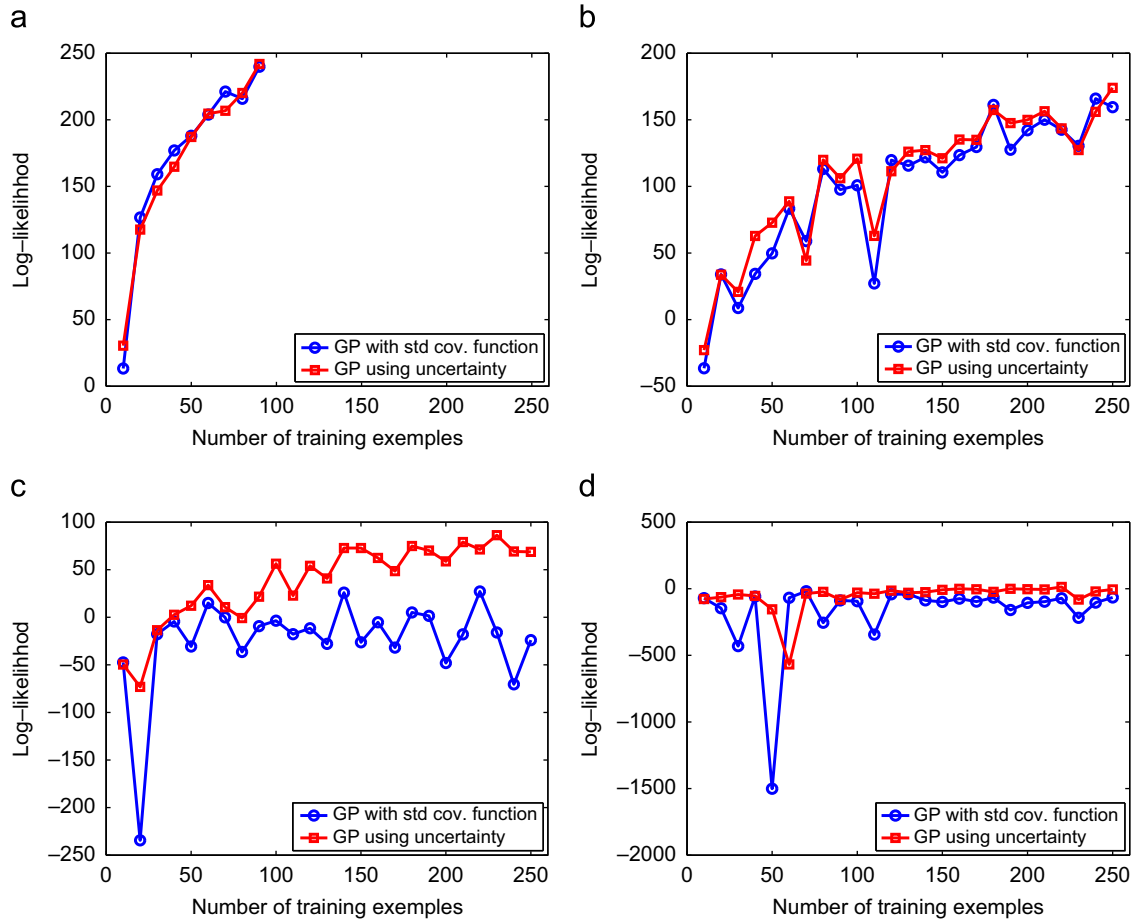 a
250
200
150
100
50
0
Log–likelihhod
0 50 100 150 200 250
Number of training exemples
GP with std cov. function
GP using uncertainty
b
200
150
100
50
0
–50
Log–likelihhod
0 50 100 150 200 250
Number of training exemples
GP with std cov. function
GP using uncertainty
c
100
50
0
–50
–100
–150
–200
–250
Log–likelihhod
0 50 100 150 200 250
Number of training exemples
GP with std cov. function
GP using uncertainty
d
500
0
–500
–1000
–1500
–2000
Log–likelihhod
0 50 100 150 200 250
Number of training exemples
GP with std cov. function
GP using uncertainty